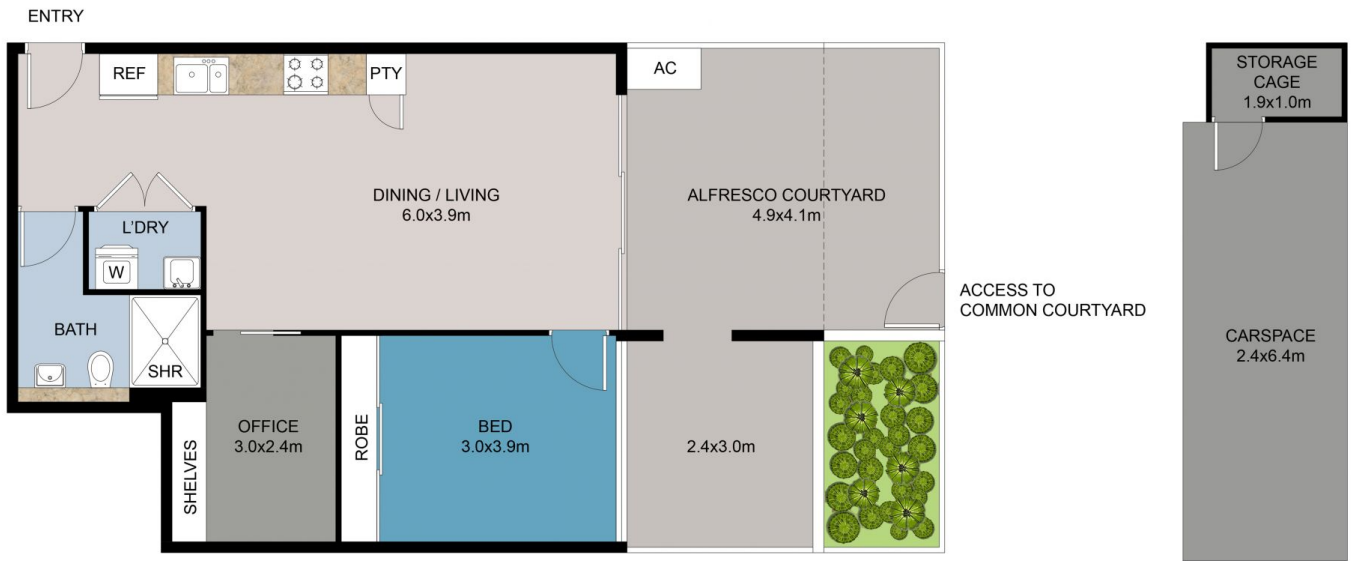 ENTRY
REF
PTY
AC
STORAGE
CAGE
1.9x1.0m
DINING / LIVING
6.0x3.9m
ALFRESCO COURTYARD
4.9x4.1m
L'DRY
W
ACCESS TO
COMMON COURTYARD
BATH
SHR
CARSPACE
2.4x6.4m
SHELVES
OFFICE
3.0x2.4m
ROBE
BED
3.0x3.9m
2.4x3.0m